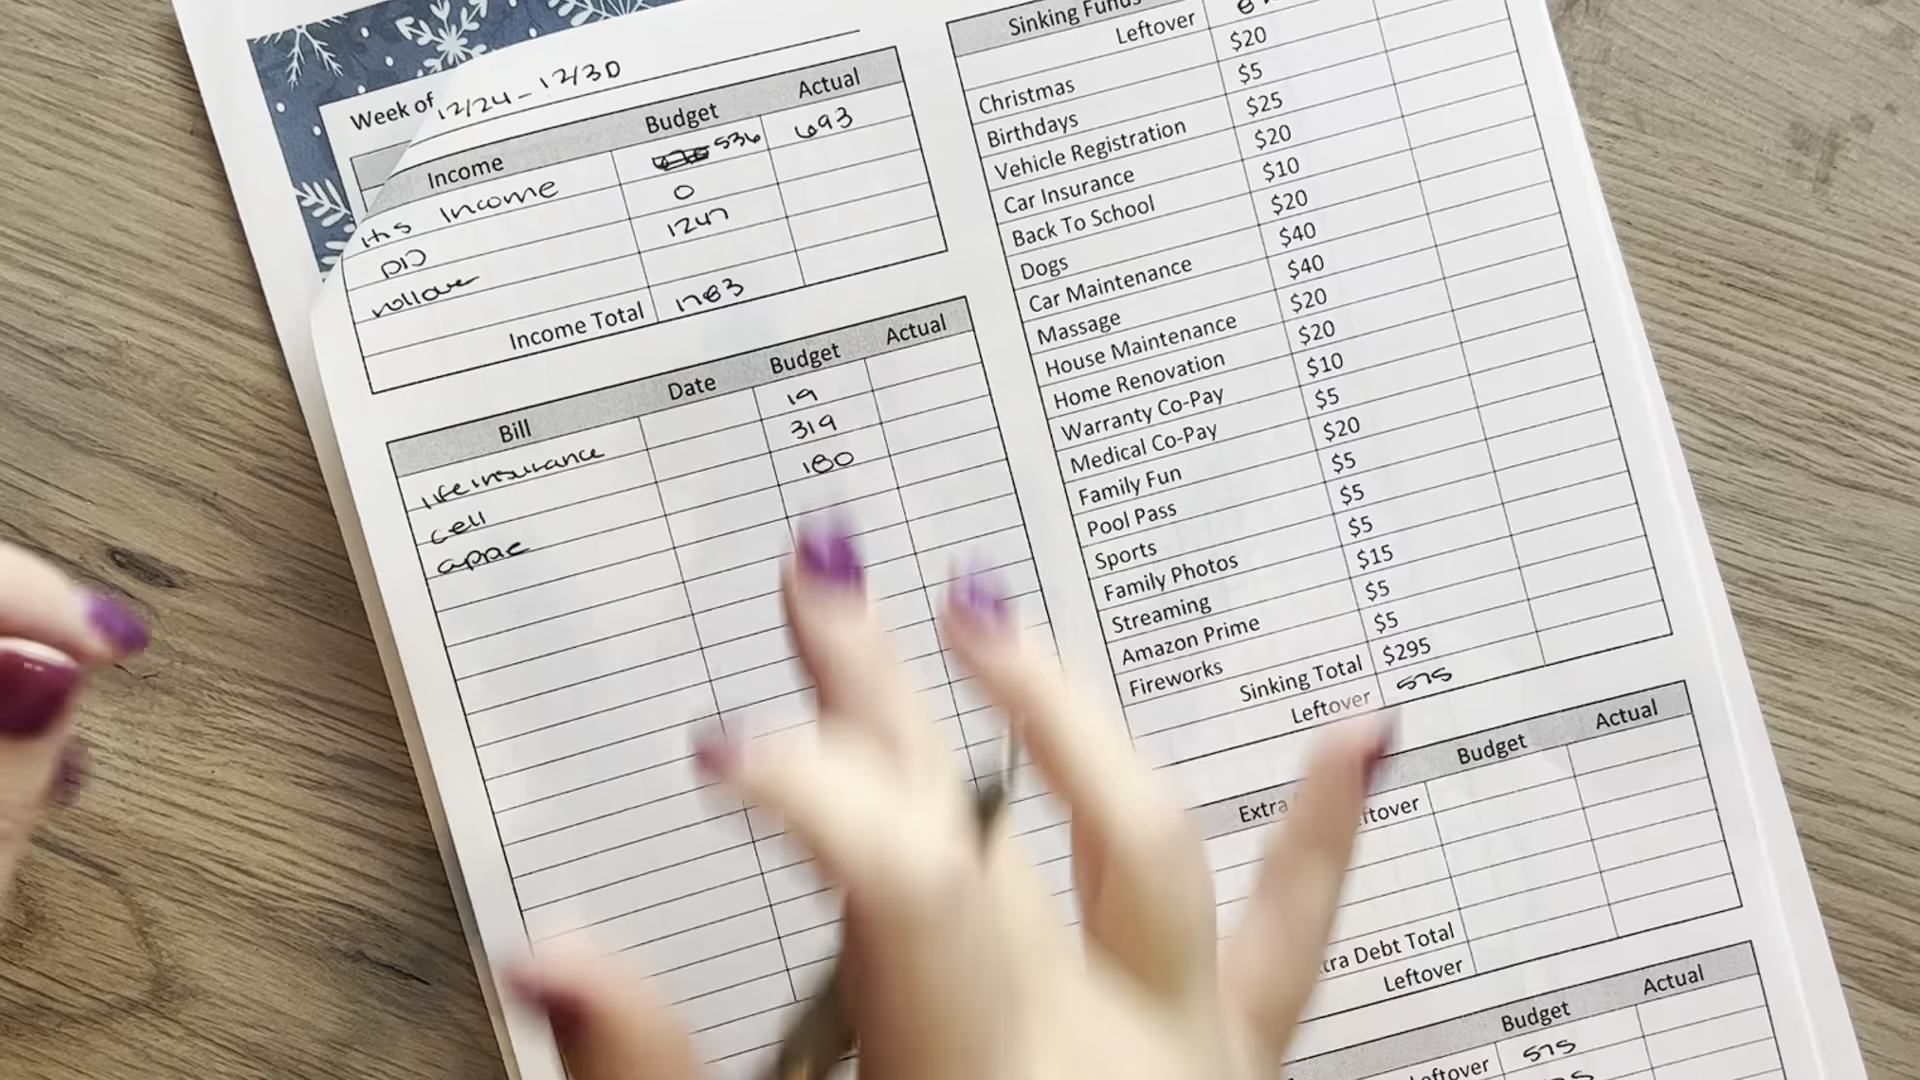 Week of 12/24 - 12/30
Income Budget Actual
His Income 536 693
DD 0
rollover 1247
Income Total 1783
Bill Date Budget Actual
life insurance 19
cell 319
180
Sinking Funds
Leftover
$20
Christmas $5
Birthdays $25
Vehicle Registration $20
Car Insurance $10
Back To School $20
Dogs $40
Car Maintenance $40
Massage $20
House Maintenance $20
Home Renovation $10
Warranty Co-Pay $5
Medical Co-Pay $20
Family Fun $5
Pool Pass $5
Sports $5
Family Photos $15
Streaming $5
Amazon Prime $5
Fireworks
Sinking Total $295
Leftover 575
Extra Budget Actual
Leftover
Debt Total
Leftover
Budget Actual
575